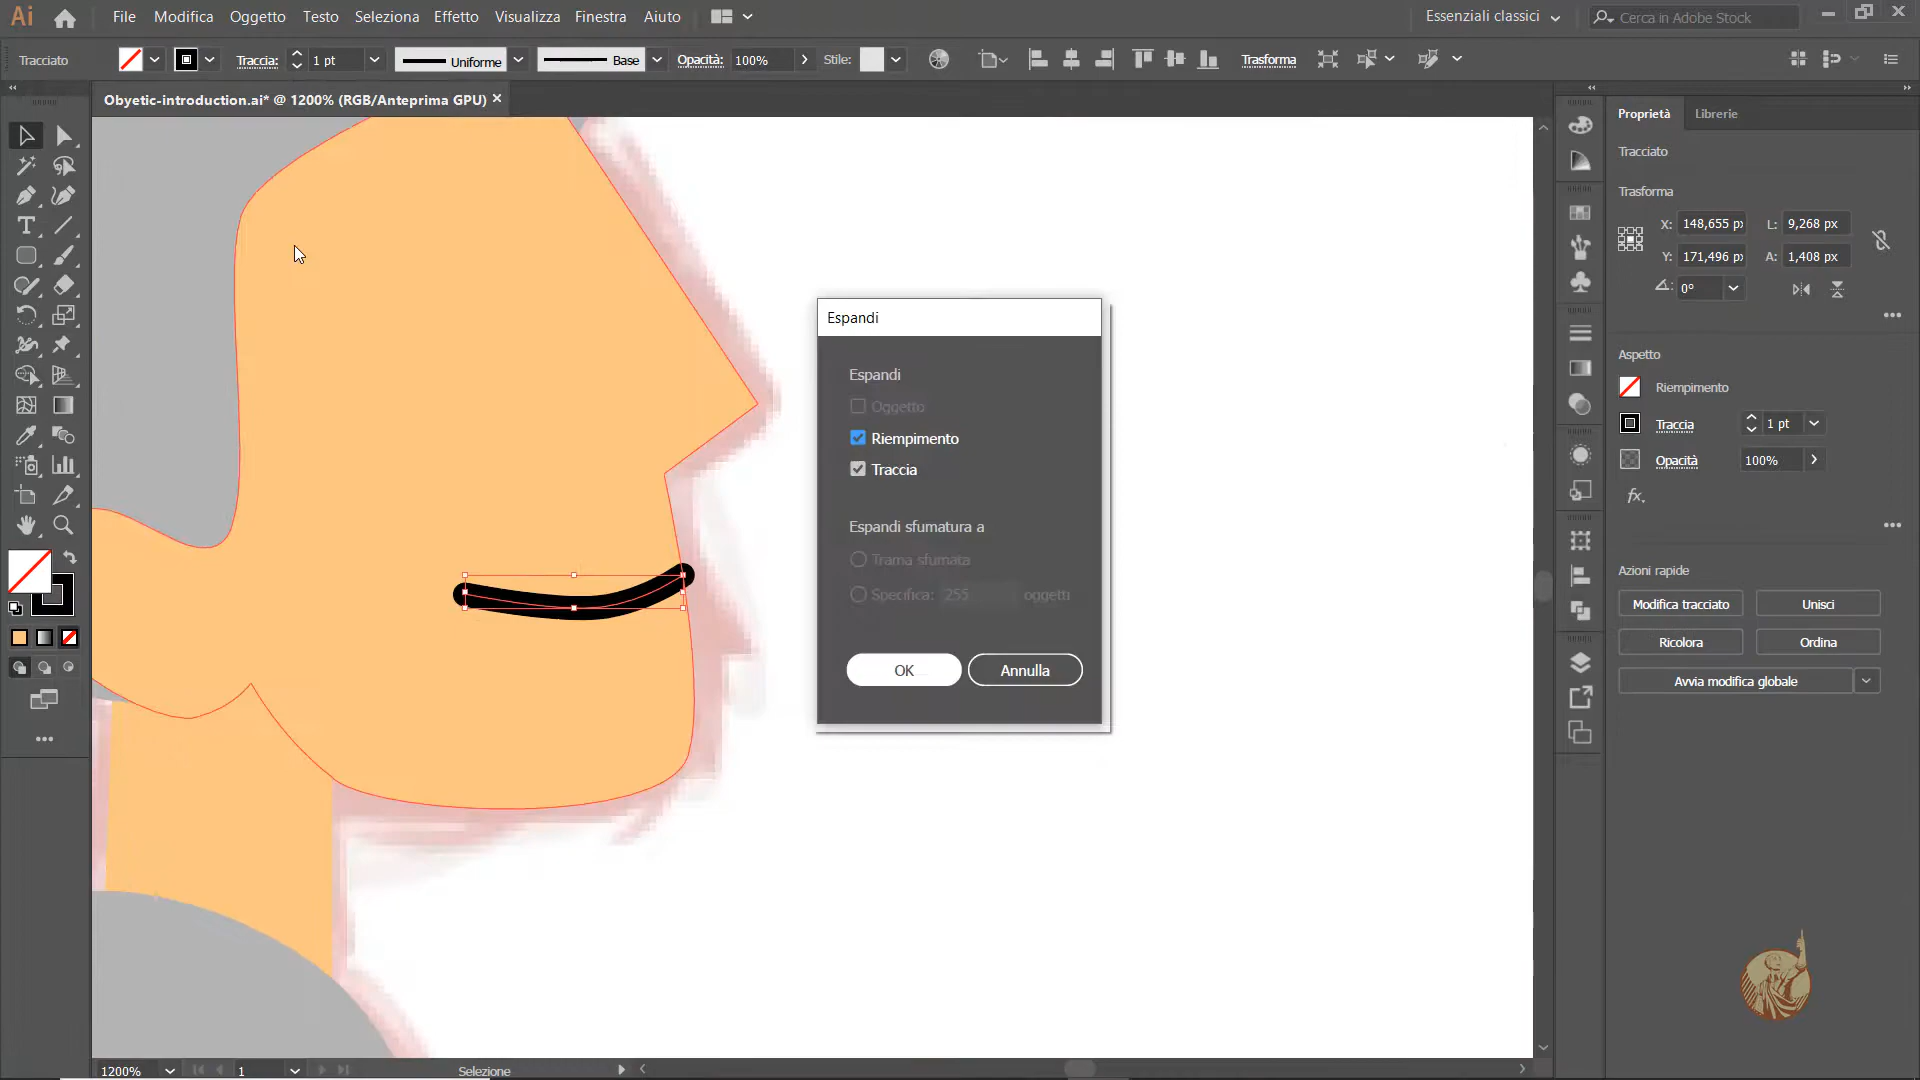 Ai File Modifica Oggetto Testo Seleziona Effetto Visualizza Finestra Aiuto Essenziali classici Cerca in Adobe Stock
Tracciato Traccia: 1 pt Uniforme Base Opacità: 100% Stile: Trasforma
Obyetic-introduction.ai* @ 1200% (RGB/Anteprima GPU)
Proprietà Librerie
Tracciato
Trasforma
X: 148,655 px L: 9,268 px
Y: 171,496 px A: 1,408 px
0°
Aspetto
Riempimento
Traccia 1 pt
Opacità 100%
fx.
Azioni rapide
Modifica tracciato Unisci
Ricolora Ordina
Avvia modifica globale
Espandi
Espandi
Oggetto
Riempimento
Traccia
Espandi sfumatura a
Trama sfumata
Specifica: 255 oggetti
OK Annulla
1200% 1 Selezione